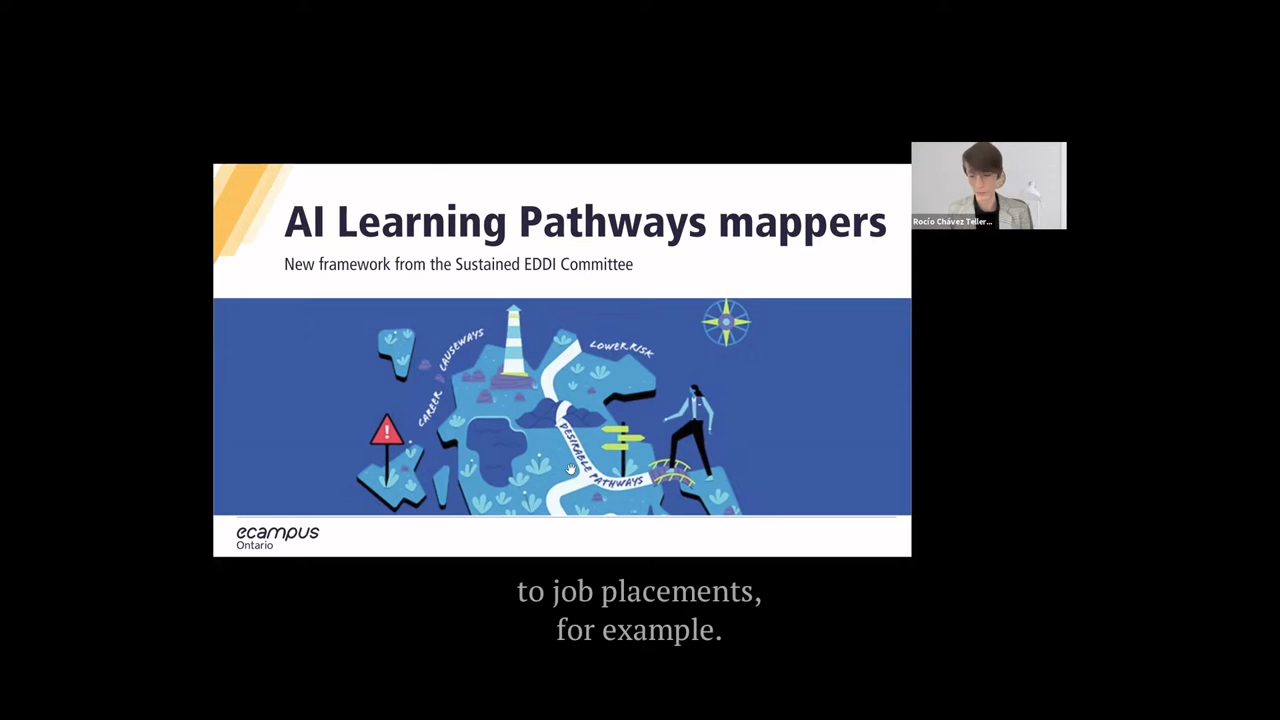 AI Learning Pathways mappers
New framework from the Sustained EDDI Committee
Rocío Chávez Teller...
CAREER CAUSEWAYS
LOWER RISK
!
DESIRABLE PATHWAYS
ecampus
Ontario
to job placements,
for example.